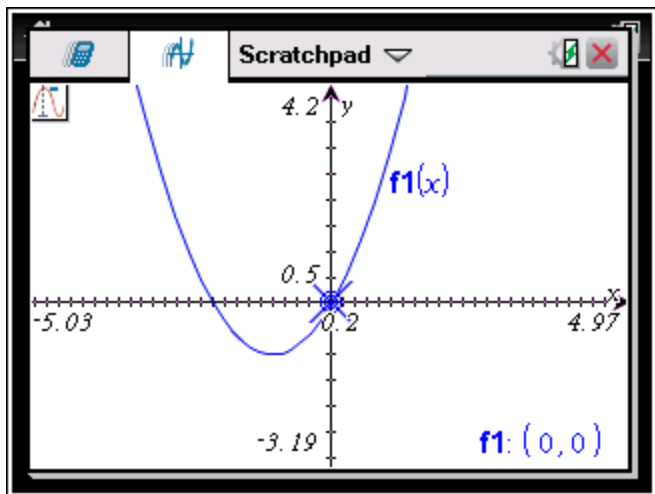 Scratchpad
4.2
y
f1(x)
0.5
x
-5.03
0.2
4.97
-3.19
f1: (0,0)